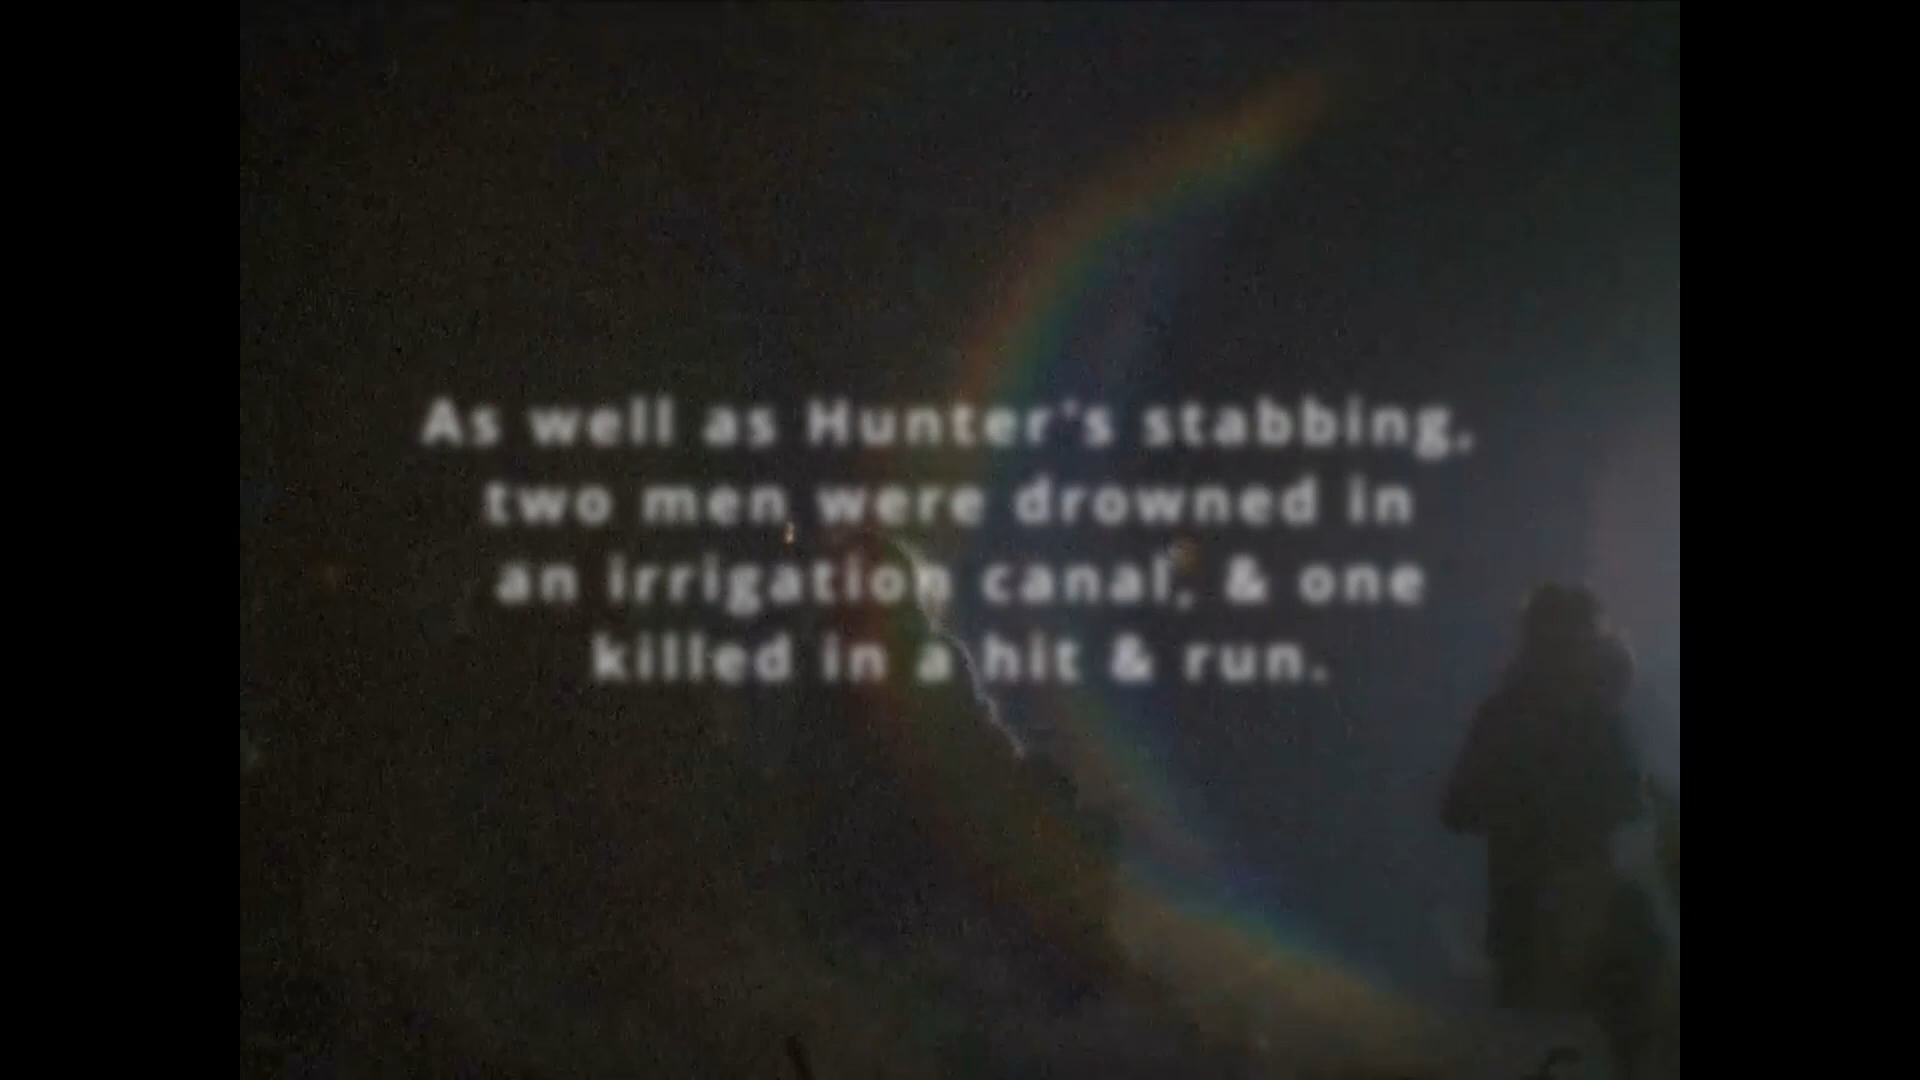 As well as Hunter's stabbing,
two men were drowned in
an irrigation canal, & one
killed in a hit & run.